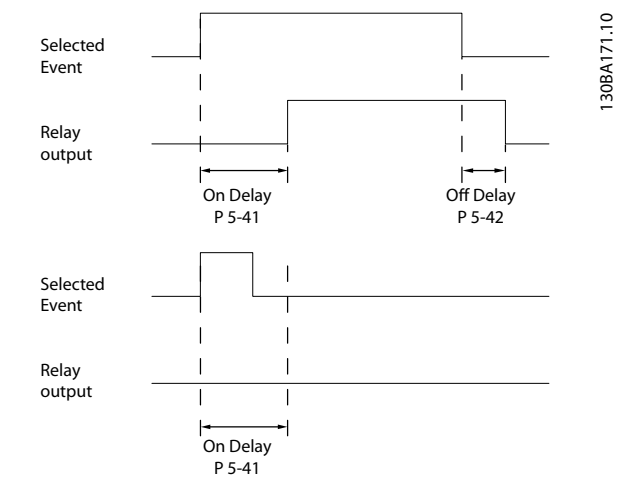 130BA171.10
Selected
Event
Relay
output
On Delay
P 5-41
Off Delay
P 5-42
Selected
Event
Relay
output
On Delay
P 5-41